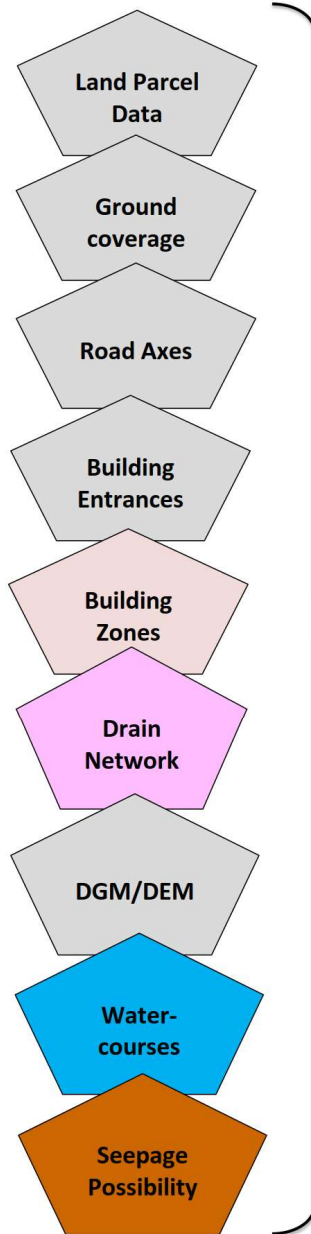 Land Parcel
Data
Ground
coverage
Road Axes
Building
Entrances
Building
Zones
Drain
Network
DGM/DEM
Water-
courses
Seepage
Possibility